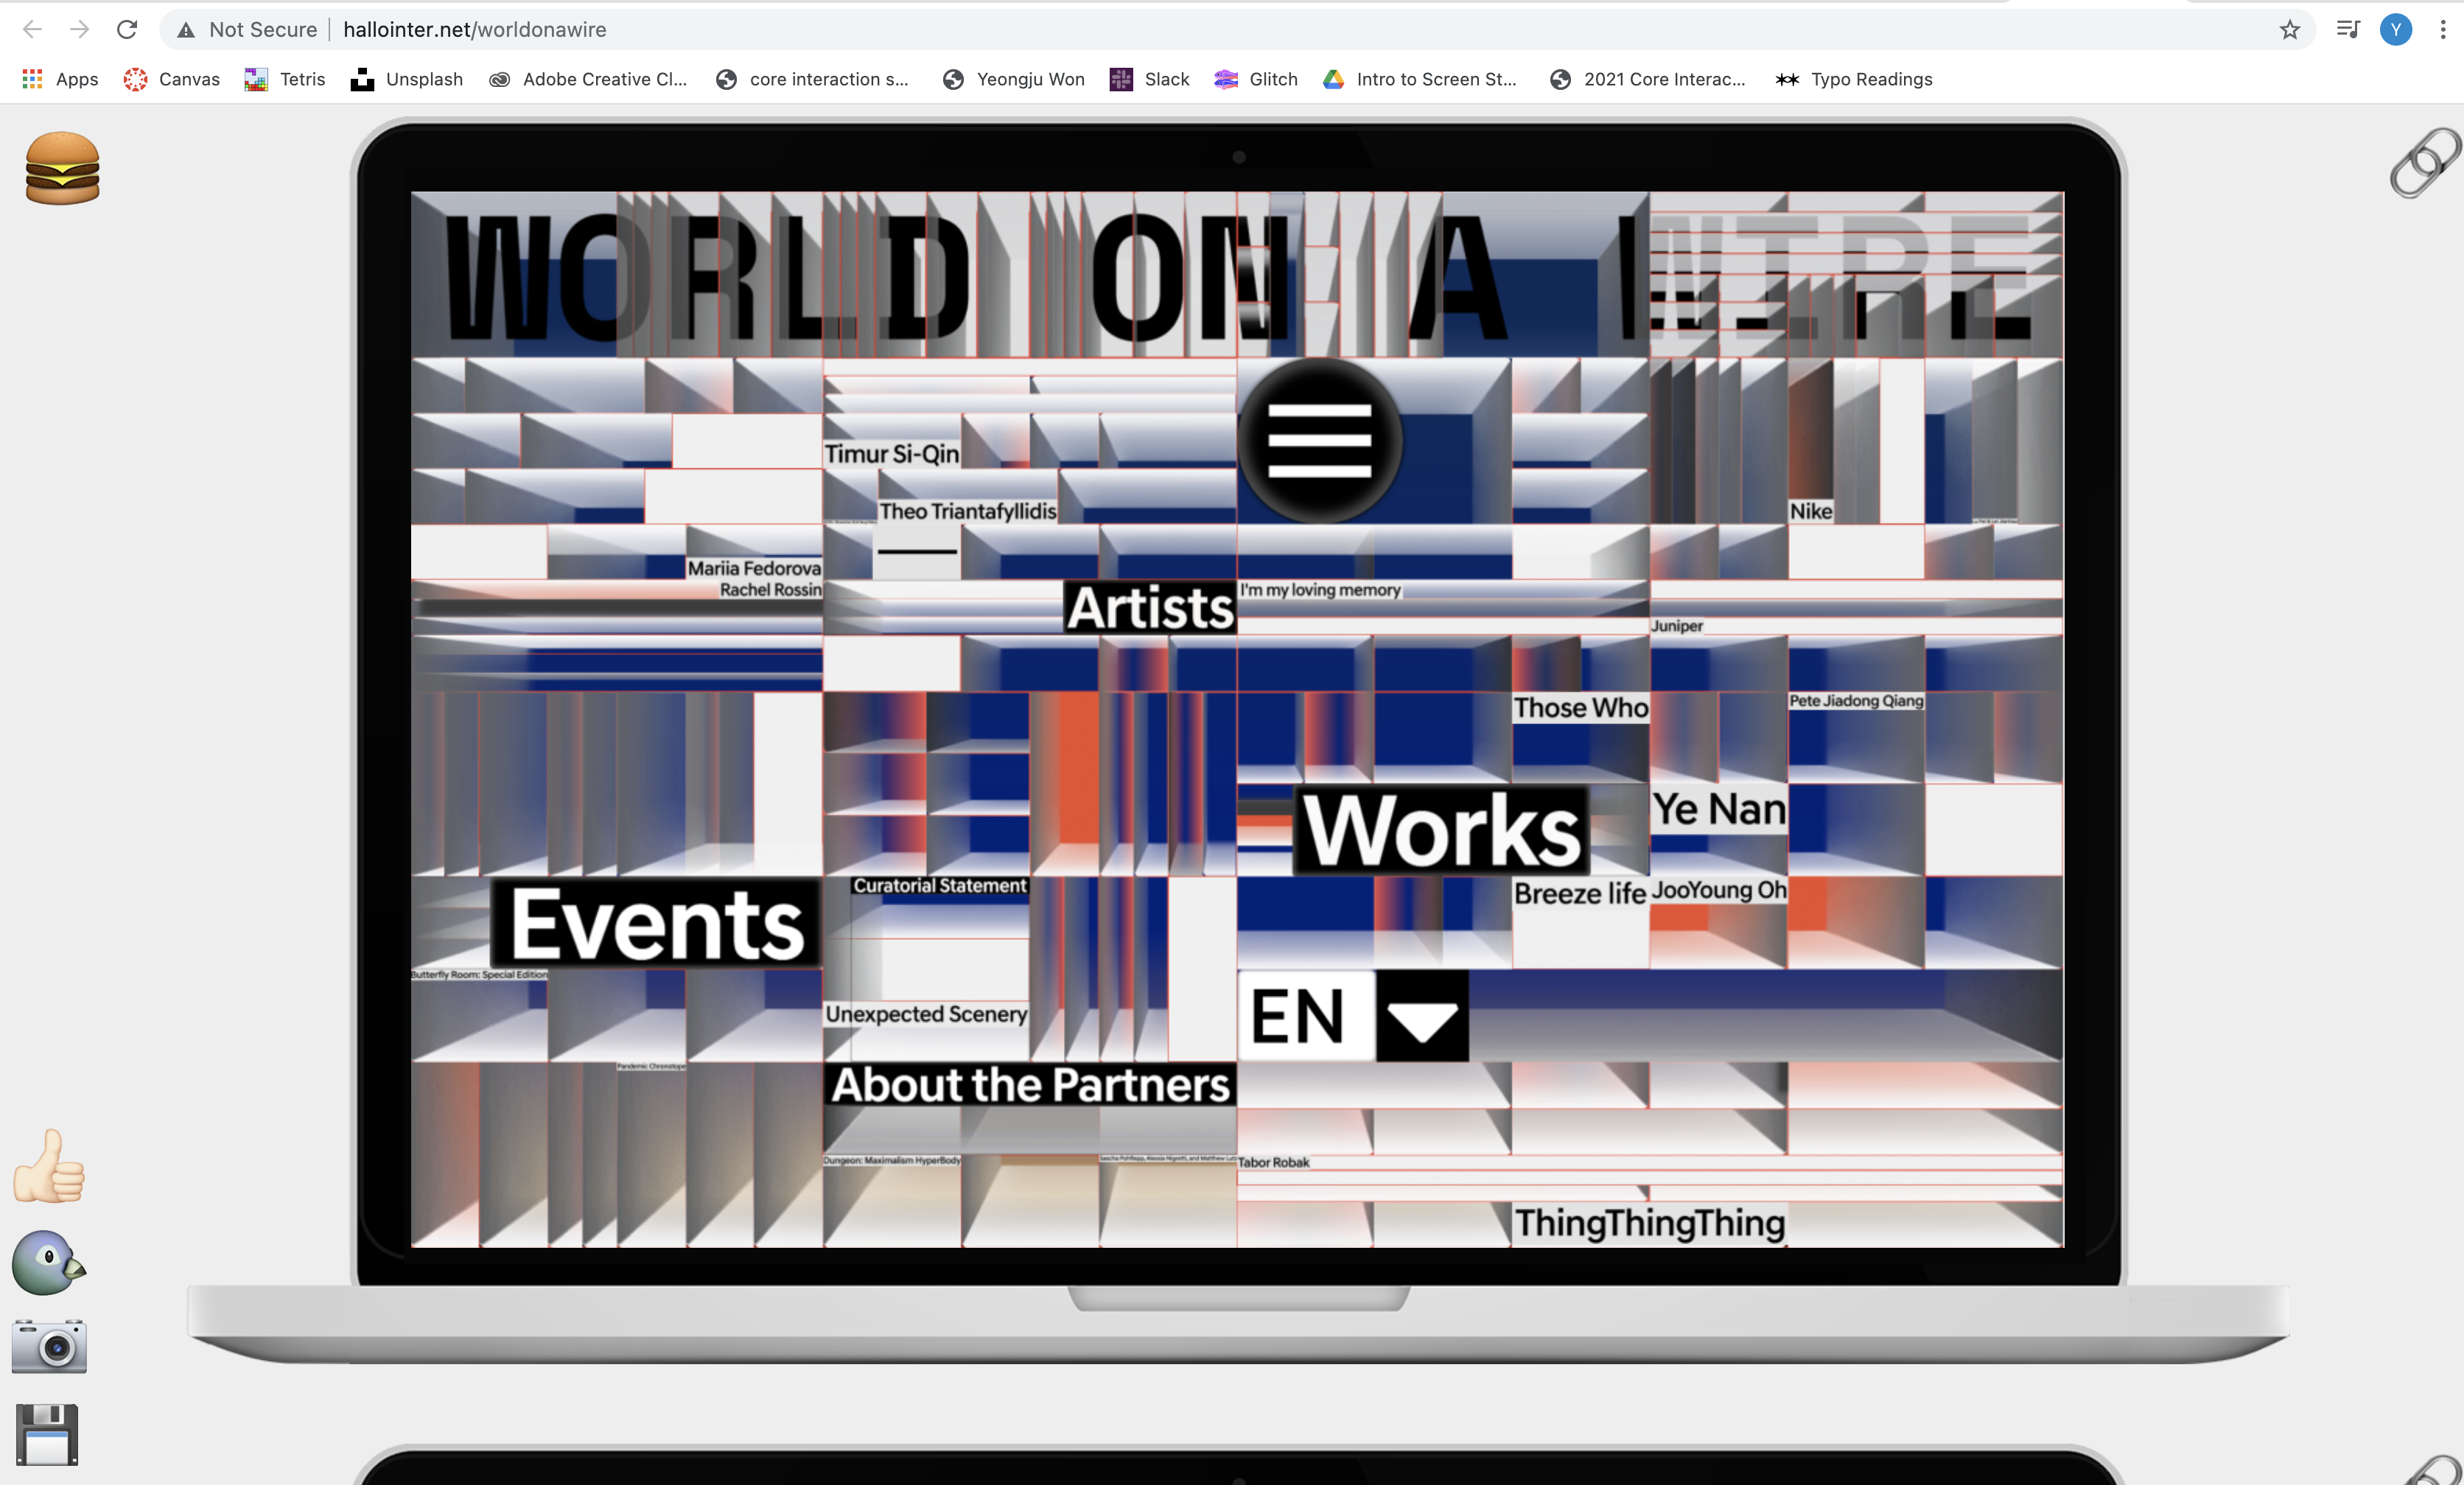 Not Secure
hallointer.net/worldonawire
Y
Apps
Canvas
Tetris
Unsplash
Adobe Creative Cl...
core interaction s...
Yeongju Won
Slack
Glitch
Intro to Screen St...
2021 Core Interac...
Typo Readings
WORLD ON A WIRE
Timur Si-Qin
Theo Triantafyllidis
Nike
Mariia Fedorova
Rachel Rossin
Artists
I'm my loving memory
Juniper
Those Who
Pete Jiadong Qiang
Works
Ye Nan
Events
Curatorial Statement
Breeze life
JooYoung Oh
Butterfly Room: Special Edition
Unexpected Scenery
EN
Pandemic Chronotope
About the Partners
Dungeon: Maximalism HyperBody
Tabor Robak
ThingThingThing